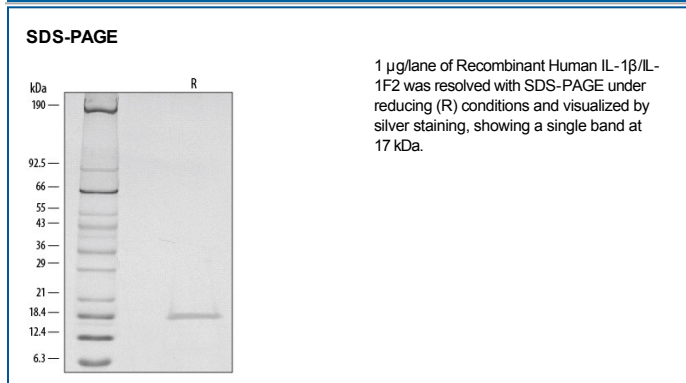 SDS-PAGE
1 µg/lane of Recombinant Human IL-1β/IL-
1F2 was resolved with SDS-PAGE under
reducing (R) conditions and visualized by
silver staining, showing a single band at
17 kDa.
kDa
R
190
92.5
66
55
43
36
29
21
18.4
12.4
6.3